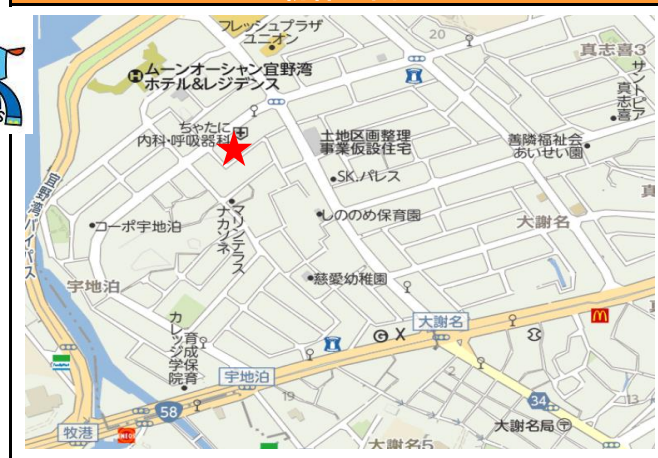 フレッシュプラザ
ユニオン
20
真志喜3
ムーンオーシャン宜野湾
ホテル&レジデンス
サントピア
真志喜
ちゃたに
内科・呼吸器科
土地区画整理
事業仮設住宅
善隣福祉会
あいせい園
SK.パレス
宜野湾バイパス
マリンテラス
ナカソネ
しののめ保育園
大謝名
真
コーポ宇地泊
慈愛幼稚園
宇地泊
カレッジ学院
育成保育
大謝名
G X
宇地泊
FamilyMart
2
19
58
34
13
牧港
大謝名局
大謝名5